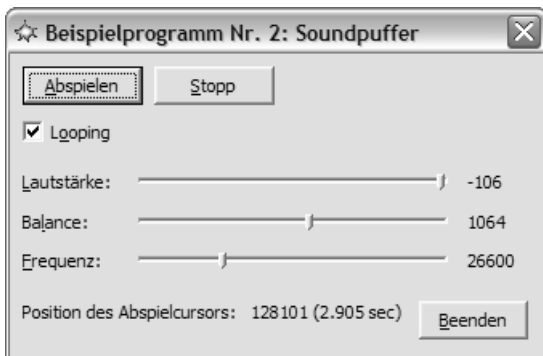 Beispielprogramm Nr. 2: Soundpuffer
Abspielen Stopp
Looping
Lautstärke: -106
Balance: 1064
Frequenz: 26600
Position des Abspielcursors: 128101 (2.905 sec) Beenden